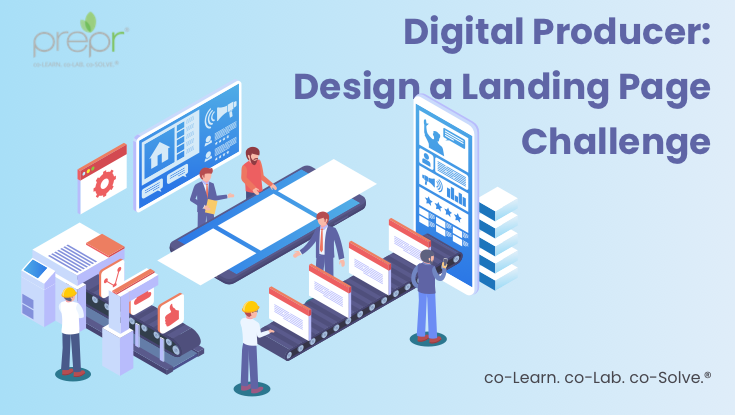 prepr®
co-LEARN. co-LAB. co-SOLVE.®
Digital Producer:
Design a Landing Page
Challenge
co-Learn. co-Lab. co-Solve.®